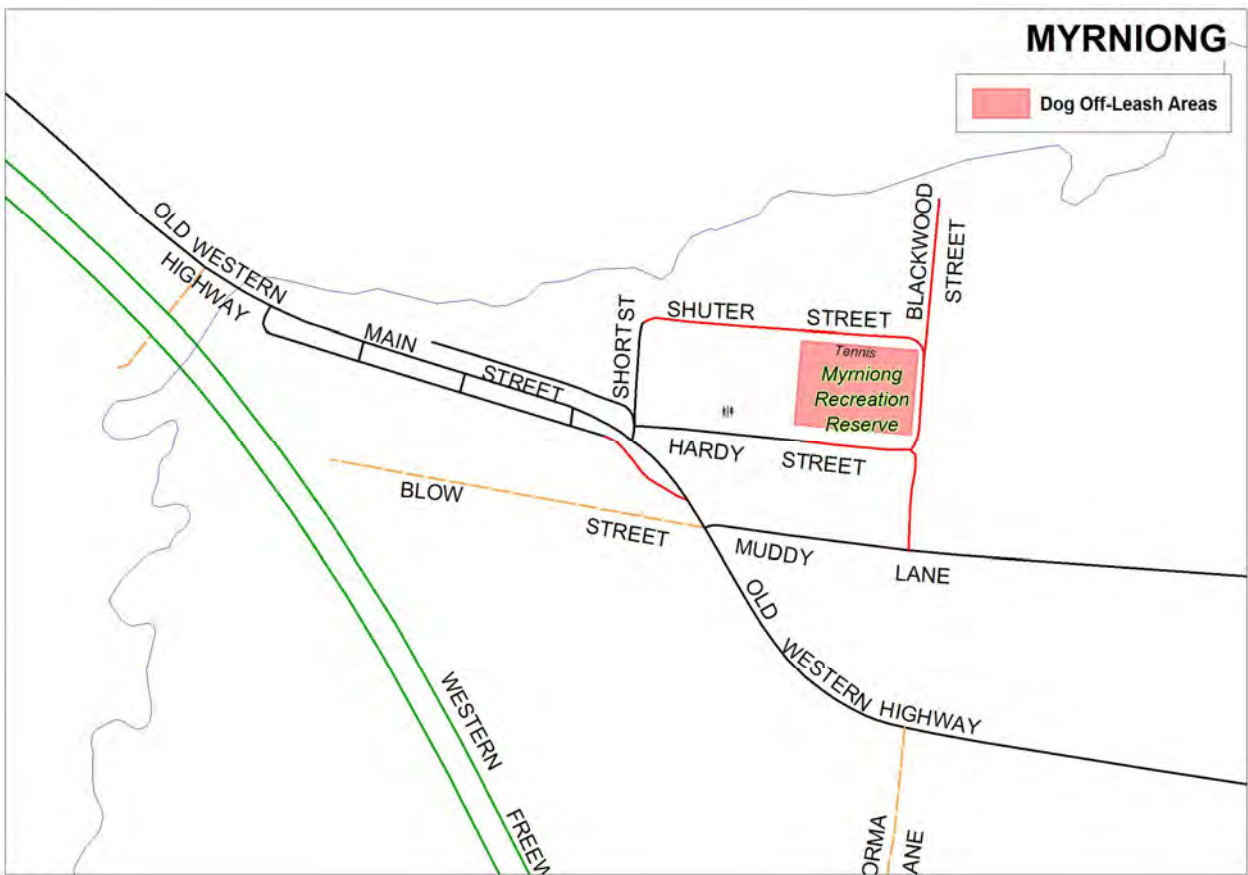 MYRNIONG
Dog Off-Leash Areas
OLD WESTERN
HIGHWAY
MAIN
STREET
SHORT ST
SHUTER STREET
BLACKWOOD
STREET
Tennis
Myrniong
Recreation
Reserve
HARDY STREET
BLOW STREET
MUDDY LANE
OLD WESTERN HIGHWAY
WESTERN FREEW
ORMA
ANE